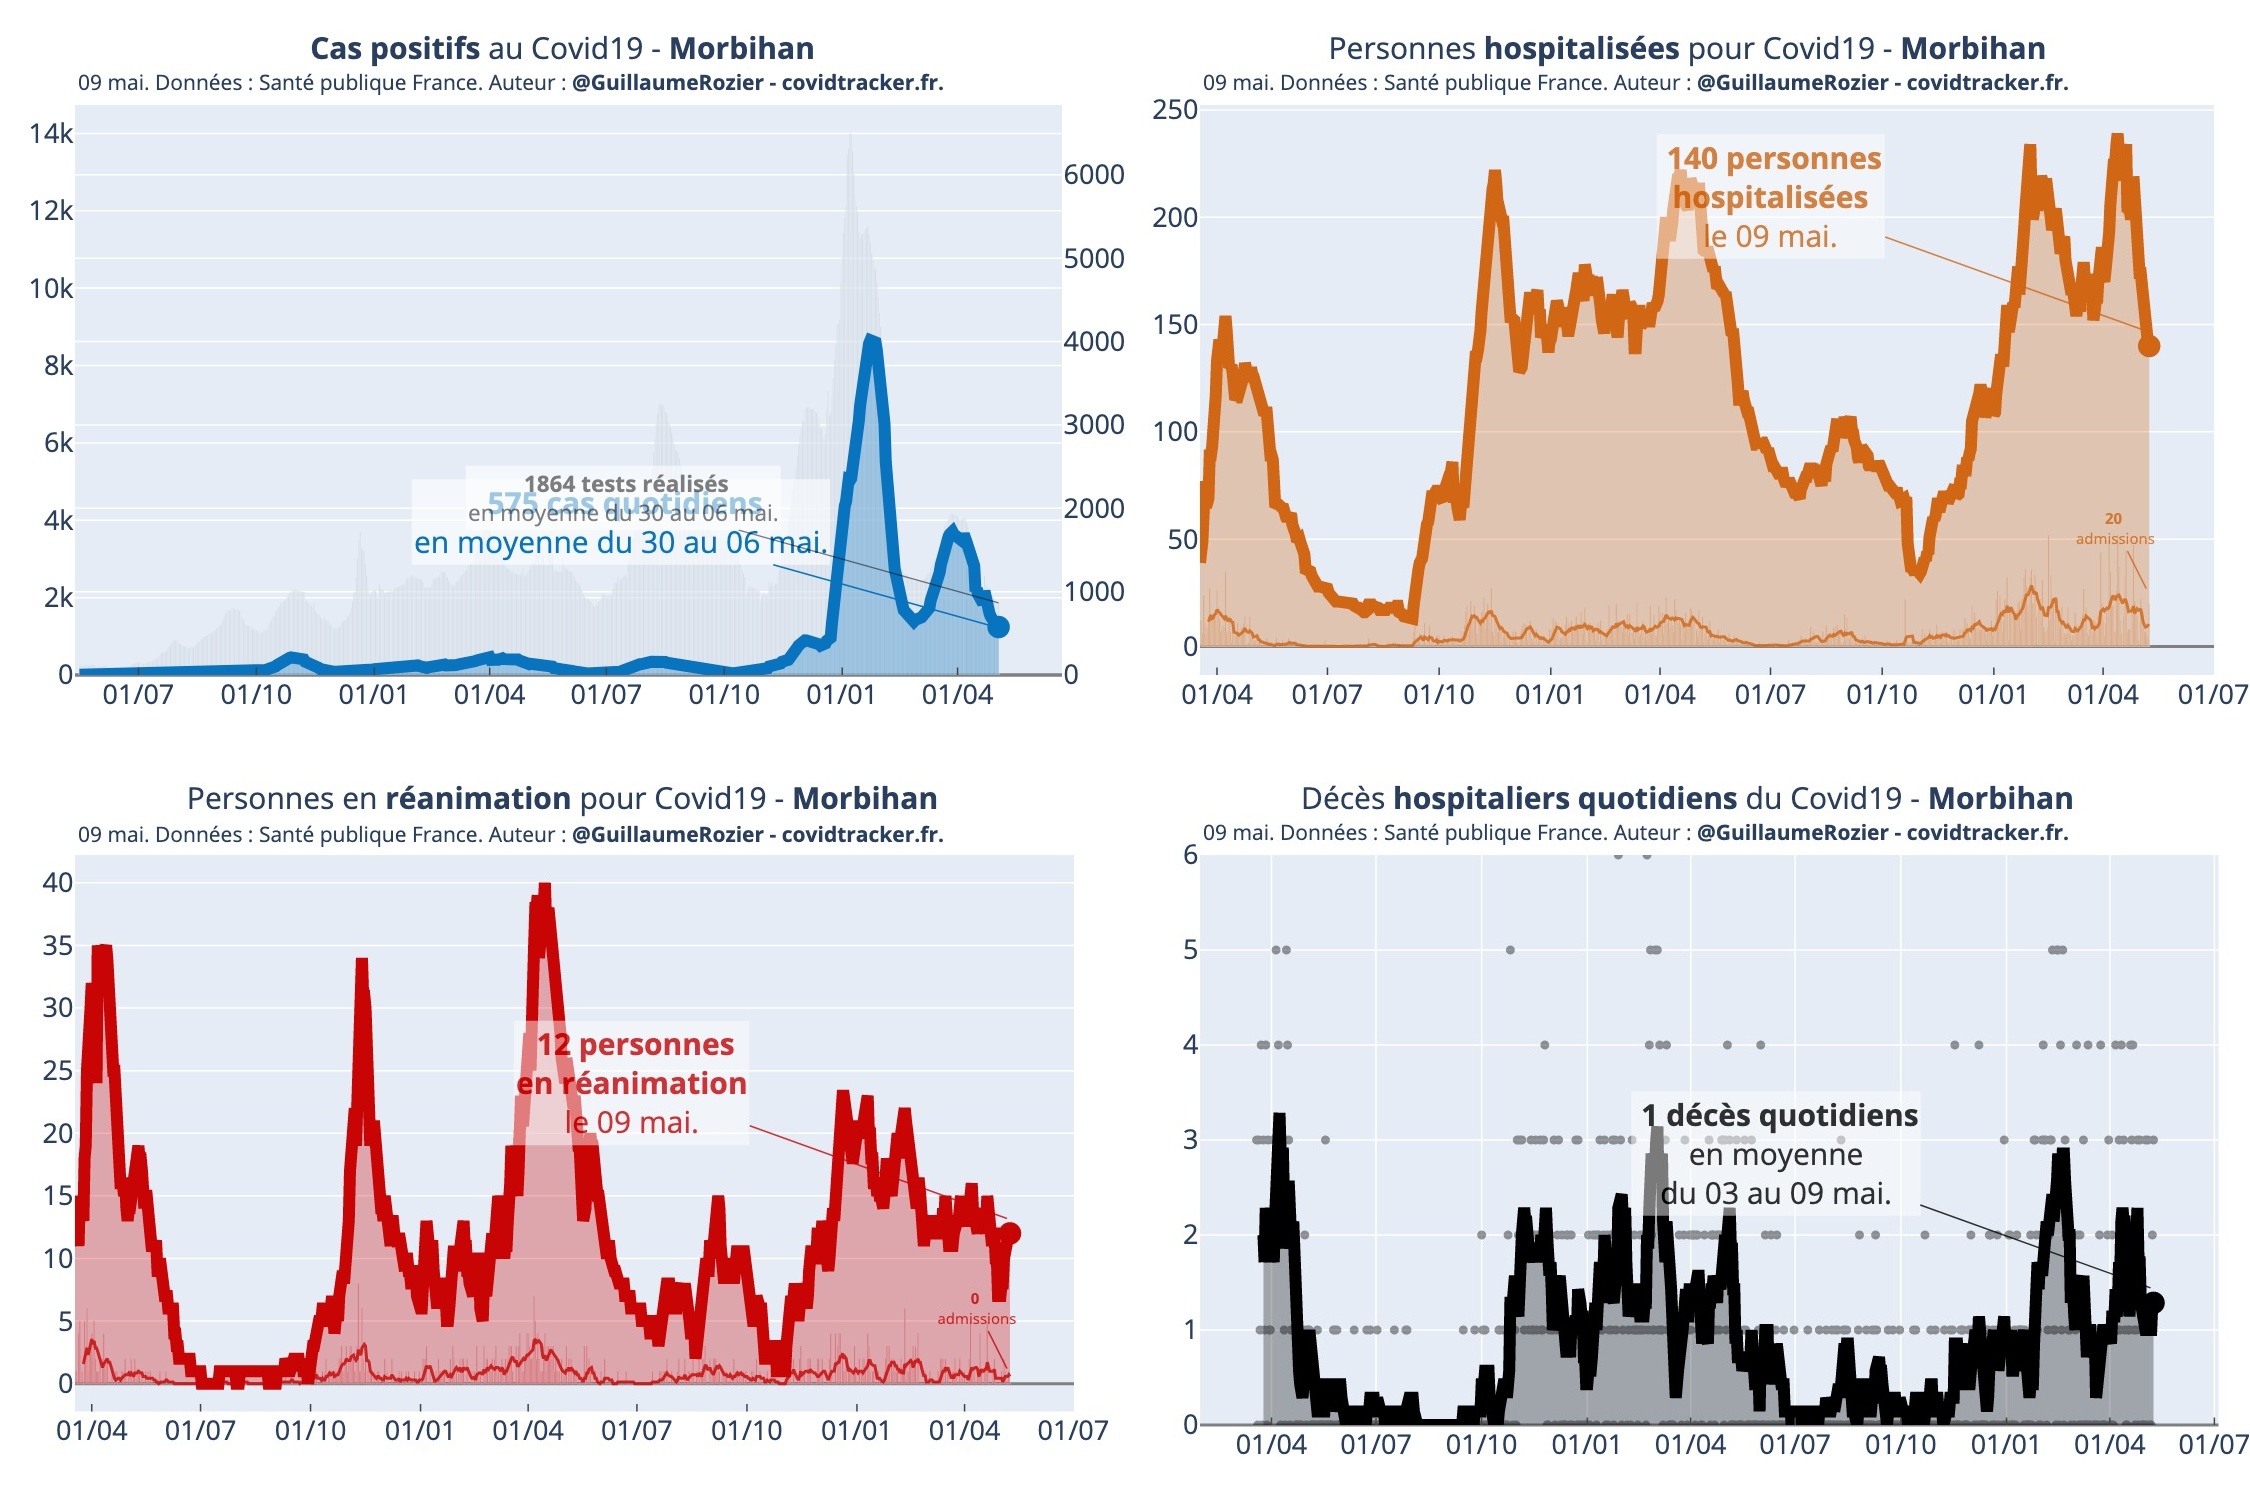 Cas positifs au Covid19 - Morbihan
09 mai. Données : Santé publique France. Auteur : @GuillaumeRozier - covidtracker.fr.
14k
12k
10k
8k
6k
4k
2k
0
6000
5000
4000
3000
2000
1000
0
1864 tests réalisés
575 cas quotidiens
en moyenne du 30 au 06 mai.
en moyenne du 30 au 06 mai.
01/07 01/10 01/01 01/04 01/07 01/10 01/01 01/04
Personnes hospitalisées pour Covid19 - Morbihan
09 mai. Données : Santé publique France. Auteur : @GuillaumeRozier - covidtracker.fr.
250
200
150
100
50
0
140 personnes
hospitalisées
le 09 mai.
20
admissions
01/04 01/07 01/10 01/01 01/04 01/07 01/10 01/01 01/04 01/07
Personnes en réanimation pour Covid19 - Morbihan
09 mai. Données : Santé publique France. Auteur : @GuillaumeRozier - covidtracker.fr.
40
35
30
25
20
15
10
5
0
12 personnes
en réanimation
le 09 mai.
0
admissions
01/04 01/07 01/10 01/01 01/04 01/07 01/10 01/01 01/04 01/07
Décès hospitaliers quotidiens du Covid19 - Morbihan
09 mai. Données : Santé publique France. Auteur : @GuillaumeRozier - covidtracker.fr.
6
5
4
3
2
1
0
1 décès quotidiens
en moyenne
du 03 au 09 mai.
01/04 01/07 01/10 01/01 01/04 01/07 01/10 01/01 01/04 01/07